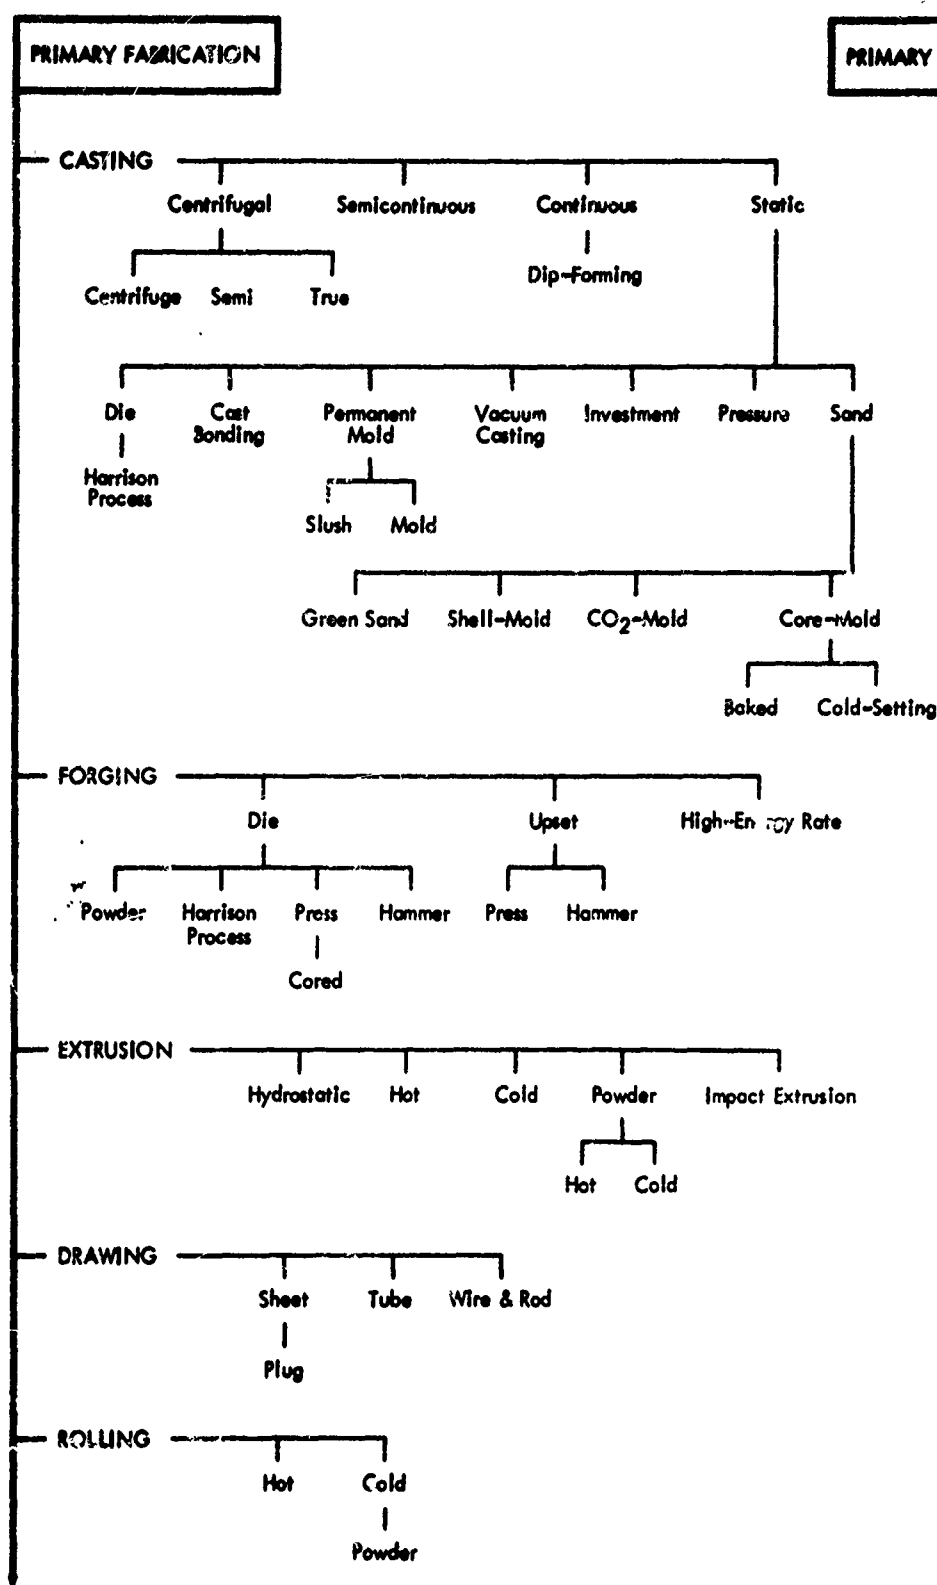 PRIMARY FABRICATION
PRIMARY
CASTING
Centrifugal Semicontinuous Continuous Static
Dip-Forming
Centrifuge Semi True
Die Cast Permanent Vacuum Investment Pressure Sand
Bonding Mold Casting
Harrison
Process
Slush Mold
Green Sand Shell-Mold CO₂-Mold Core-Mold
Baked Cold-Setting
FORGING
Die Upset High-Energy Rate
Powder Harrison Press Hammer Press Hammer
Process
Cored
EXTRUSION
Hydrostatic Hot Cold Powder Impact Extrusion
Hot Cold
DRAWING
Sheet Tube Wire & Rod
Plug
ROLLING
Hot Cold
Powder